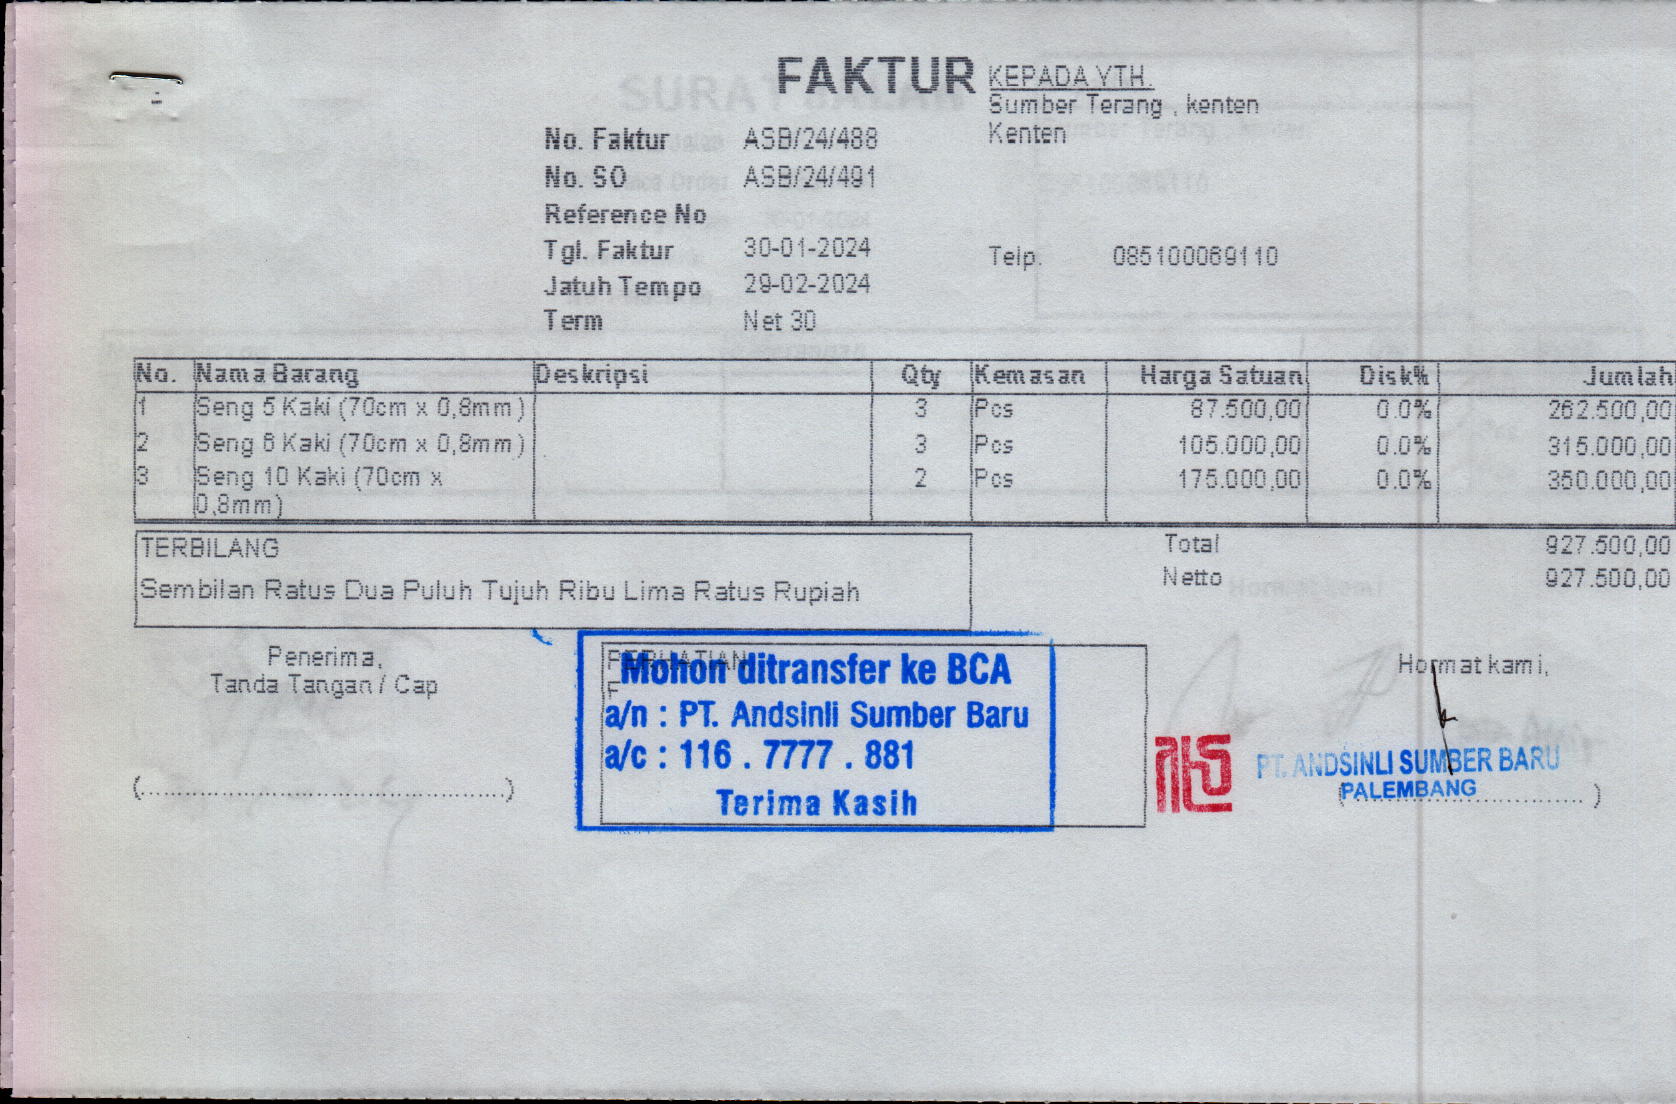 FAKTUR
No. Faktur ASB/24/488
No. SO ASB/24/491
Reference No
Tgl. Faktur 30-01-2024
Jatuh Tempo 29-02-2024
Term Net 30
KEPADA YTH.
Sumber Terang , kenten
Kenten
Telp. 085100069110
No. Nama Barang Deskripsi Qty Kemasan Harga Satuan Disk% Jumlah
1 Seng 5 Kaki (70cm x 0,8mm) 3 Pcs 87.500,00 0.0% 262.500,00
2 Seng 6 Kaki (70cm x 0,8mm) 3 Pcs 105.000,00 0.0% 315.000,00
3 Seng 10 Kaki (70cm x 2 Pcs 175.000,00 0.0% 350.000,00
0,8mm)
TERBILANG
Sembilan Ratus Dua Puluh Tujuh Ribu Lima Ratus Rupiah
Total 927.500,00
Netto 927.500,00
Penerima,
Tanda Tangan / Cap
(..................................................)
PERHATIAN
Mohon ditransfer ke BCA
a/n : PT. Andsinli Sumber Baru
a/c : 116 . 7777 . 881
Terima Kasih
Hormat kami,
PT. ANDSINLI SUMBER BARU
PALEMBANG